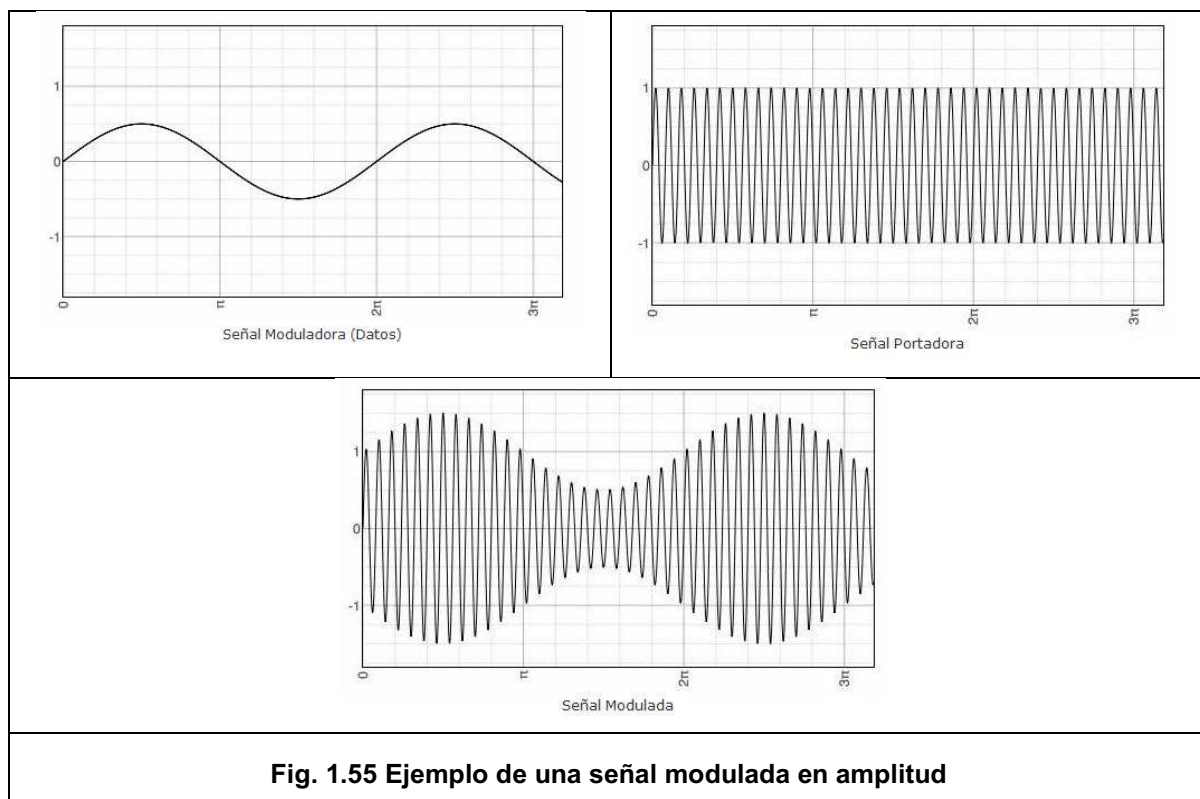 1
0
-1
0
π
2π
3π
Señal Moduladora (Datos)
1
0
-1
0
π
2π
3π
Señal Portadora
1
0
-1
0
π
2π
3π
Señal Modulada
Fig. 1.55 Ejemplo de una señal modulada en amplitud